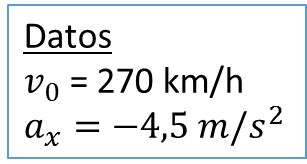 Datos
v₀ = 270 km/h
aₓ = −4,5 m/s²